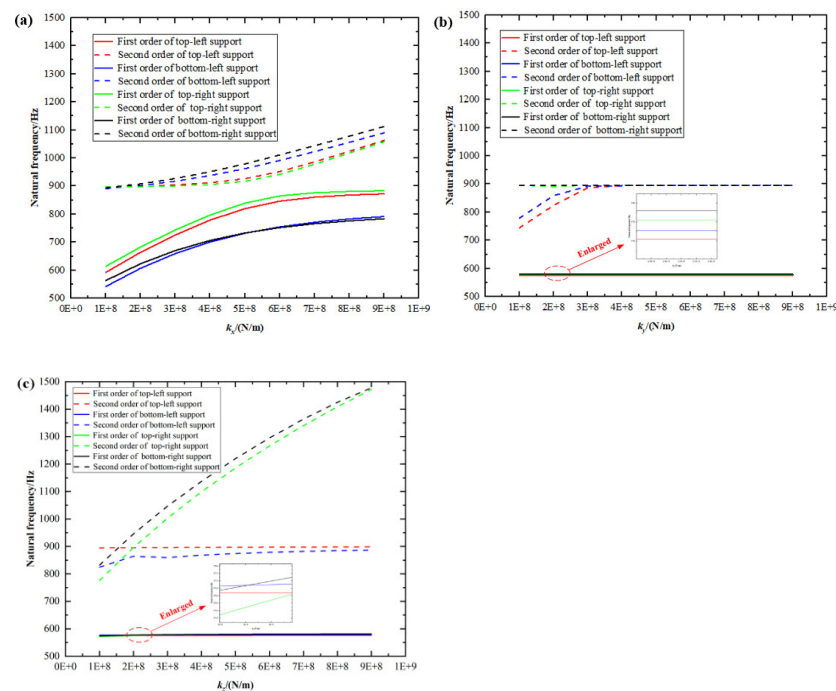 (a)
First order of top-left support
Second order of top-left support
First order of bottom-left support
Second order of bottom-left support
First order of top-right support
Second order of top-right support
First order of bottom-right support
Second order of bottom-right support
1500
1400
1300
1200
1100
1000
900
800
700
600
500
Natural frequency/Hz
0E+0 1E+8 2E+8 3E+8 4E+8 5E+8 6E+8 7E+8 8E+8 9E+8 1E+9
kx/(N/m)
(b)
First order of top-left support
Second order of top-left support
First order of bottom-left support
Second order of bottom-left support
First order of top-right support
Second order of top-right support
First order of bottom-right support
Second order of bottom-right support
1500
1400
1300
1200
1100
1000
900
800
700
600
500
Natural frequency/Hz
Enlarged
0E+0 1E+8 2E+8 3E+8 4E+8 5E+8 6E+8 7E+8 8E+8 9E+8 1E+9
ky/(N/m)
(c)
First order of top-left support
Second order of top-left support
First order of bottom-left support
Second order of bottom-left support
First order of top-right support
Second order of top-right support
First order of bottom-right support
Second order of bottom-right support
1500
1400
1300
1200
1100
1000
900
800
700
600
500
Natural frequency/Hz
Enlarged
0E+0 1E+8 2E+8 3E+8 4E+8 5E+8 6E+8 7E+8 8E+8 9E+8 1E+9
kz/(N/m)